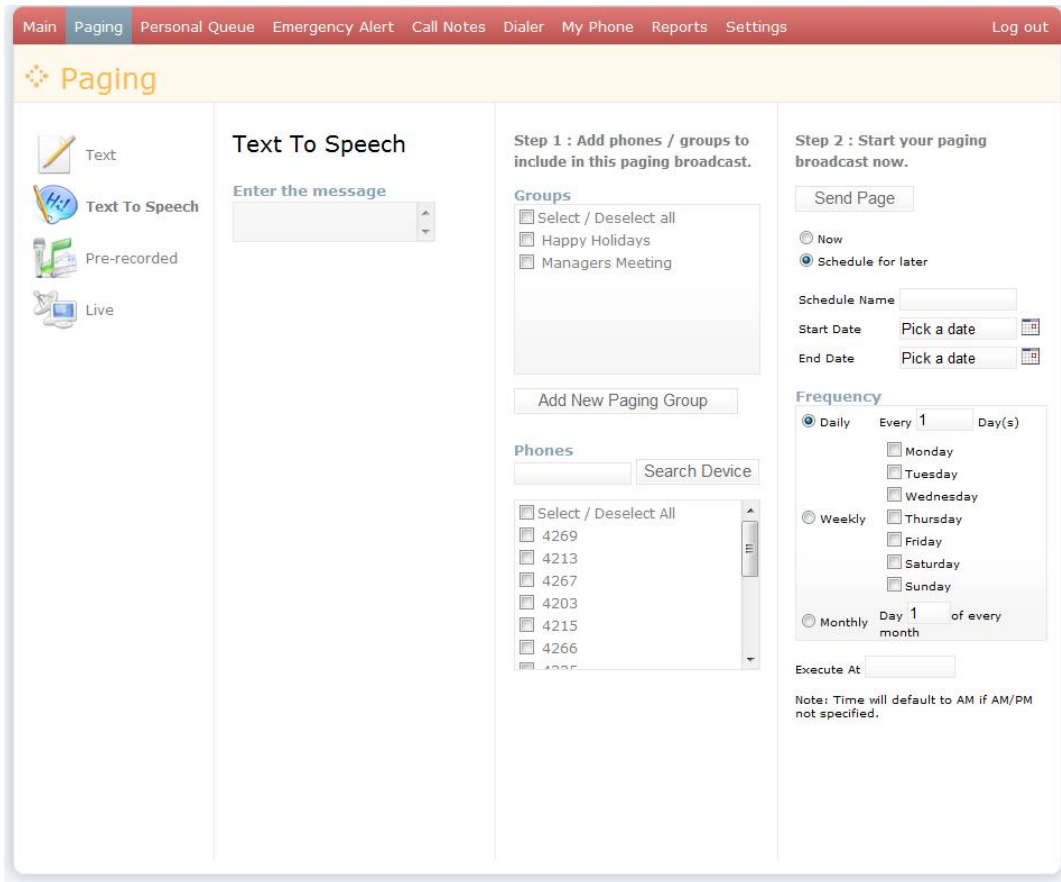 Main Paging Personal Queue Emergency Alert Call Notes Dialer My Phone Reports Settings Log out
Paging
Text
Text To Speech
Pre-recorded
Live
Text To Speech
Enter the message
Step 1 : Add phones / groups to
include in this paging broadcast.
Groups
Select / Deselect all
Happy Holidays
Managers Meeting
Add New Paging Group
Phones
Search Device
Select / Deselect All
4269
4213
4267
4203
4215
4266
Step 2 : Start your paging
broadcast now.
Send Page
Now
Schedule for later
Schedule Name
Start Date Pick a date
End Date Pick a date
Frequency
Daily Every 1 Day(s)
Monday
Tuesday
Wednesday
Weekly Thursday
Friday
Saturday
Sunday
Monthly Day 1 of every
month
Execute At
Note: Time will default to AM if AM/PM
not specified.